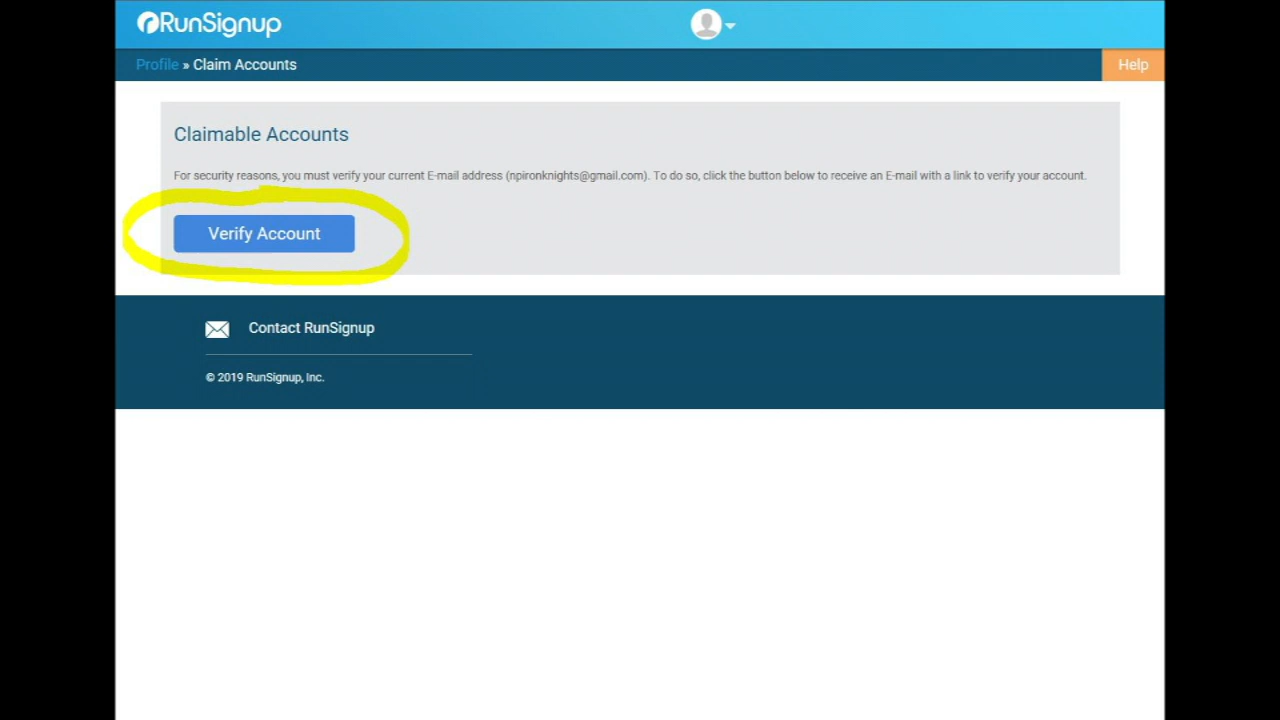 RunSignup
Profile » Claim Accounts
Help
Claimable Accounts
For security reasons, you must verify your current E-mail address (npironknights@gmail.com). To do so, click the button below to receive an E-mail with a link to verify your account.
Verify Account
Contact RunSignup
© 2019 RunSignup, Inc.